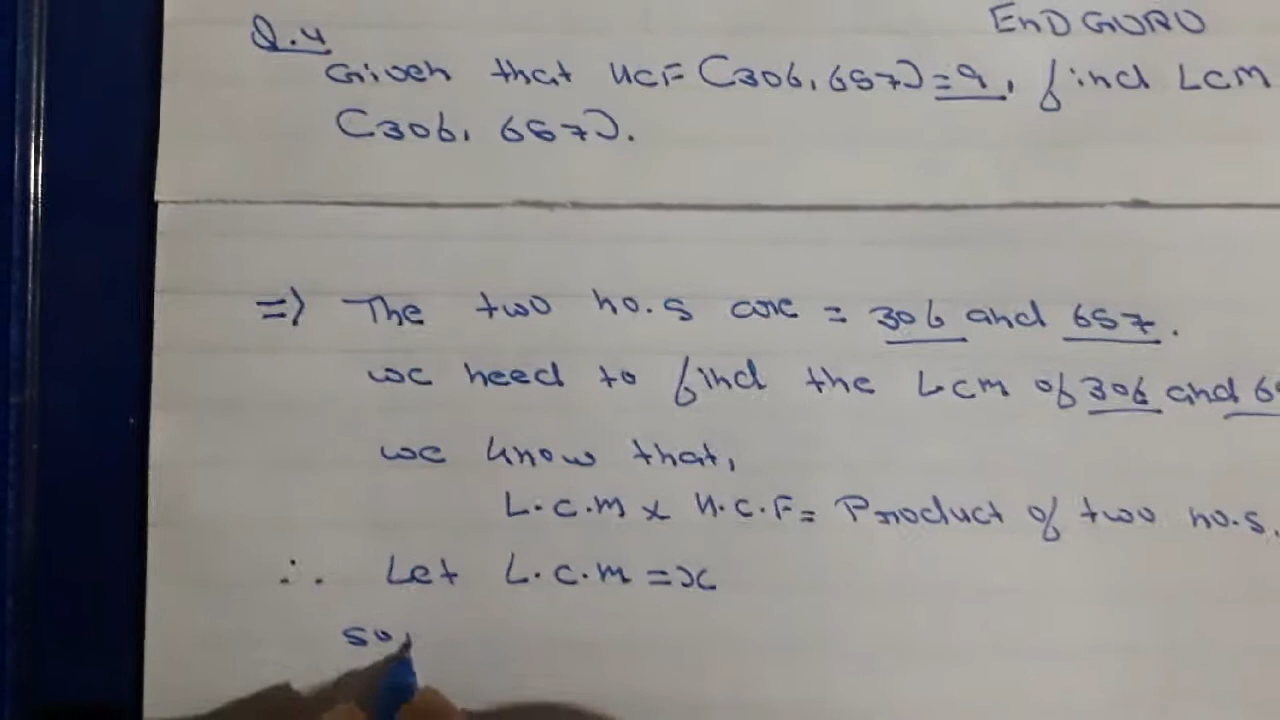 END GURU
Q.4
Given that HCF (306, 657) = 9, find LCM
(306, 657).
=> The two no.s are = 306 and 657.
we need to find the Lcm of 306 and
we know that,
L.C.M x H.C.F = Product of two no.s.
∴ Let L.C.M = x
so,